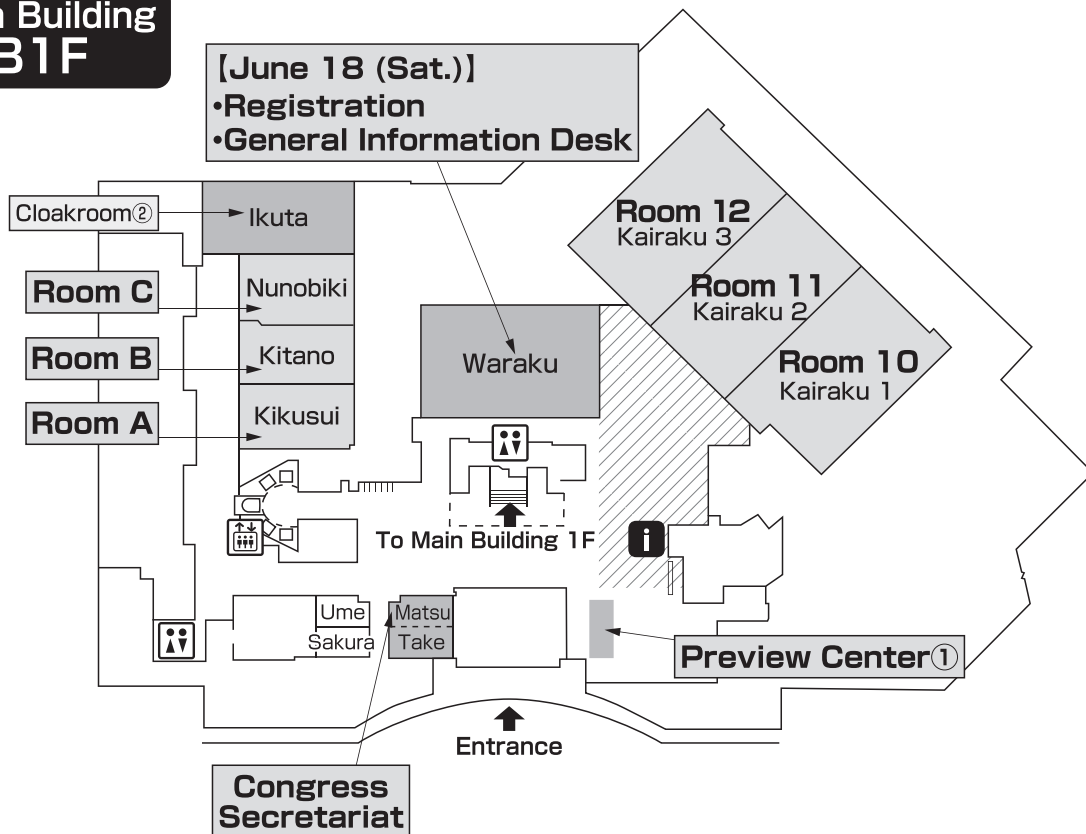 Building
B1F
【June 18 (Sat.)】
•Registration
•General Information Desk
Cloakroom②
Ikuta
Room C
Nunobiki
Room B
Kitano
Room A
Kikusui
Waraku
Room 12
Kairaku 3
Room 11
Kairaku 2
Room 10
Kairaku 1
To Main Building 1F
i
Ume
Sakura
Matsu
Take
Preview Center①
Entrance
Congress
Secretariat